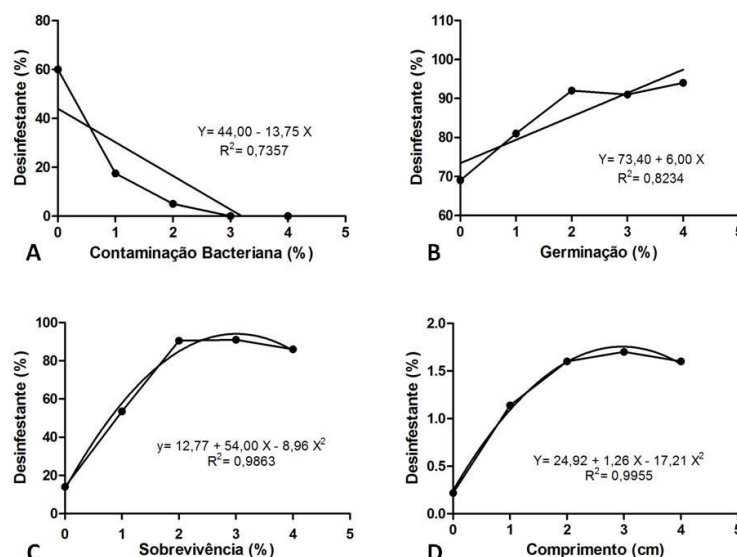 Desinfestante (%)
80
60
40
20
0
Y= 44,00 - 13,75 X
R²= 0,7357
0 1 2 3 4 5
A
Contaminação Bacteriana (%)
Desinfestante (%)
110
100
90
80
70
60
Y= 73,40 + 6,00 X
R²= 0,8234
0 1 2 3 4 5
B
Germinação (%)
Desinfestante (%)
100
80
60
40
20
0
y= 12,77 + 54,00 X - 8,96 X²
R²= 0,9863
0 1 2 3 4 5
C
Sobrevivência (%)
Desinfestante (%)
2.0
1.5
1.0
0.5
0.0
Y= 24,92 + 1,26 X - 17,21 X²
R²= 0,9955
0 1 2 3 4 5
D
Comprimento (cm)